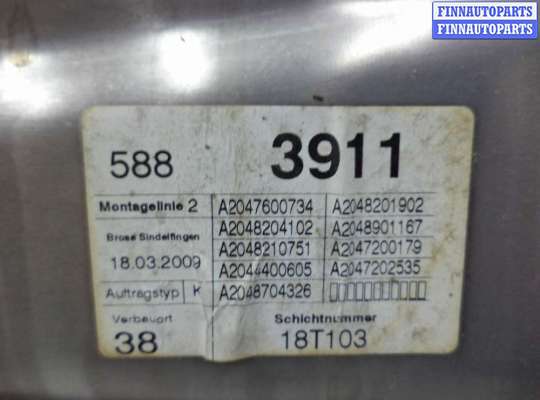 FINNAUTOPARTS
FINNAUTOPARTS
588 3911
Montagelinie 2 A2047600734 A2048201902
Brose Sindelfingen A2048204102 A2048901167
18.03.2009 A2048210751 A2047200179
A2044400605 A2047202535
Auftragstyp K A2048704326
Verbauort Schichtnummer
38 18T103